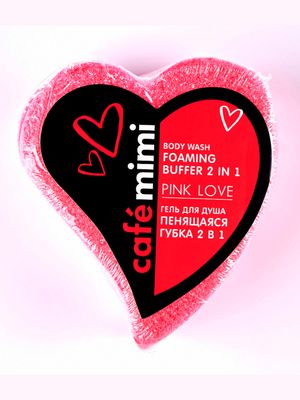 café mimi
BODY WASH
FOAMING
BUFFER 2 IN 1
PINK LOVE
ГЕЛЬ ДЛЯ ДУША
ПЕНЯЩАЯСЯ
ГУБКА 2 В 1